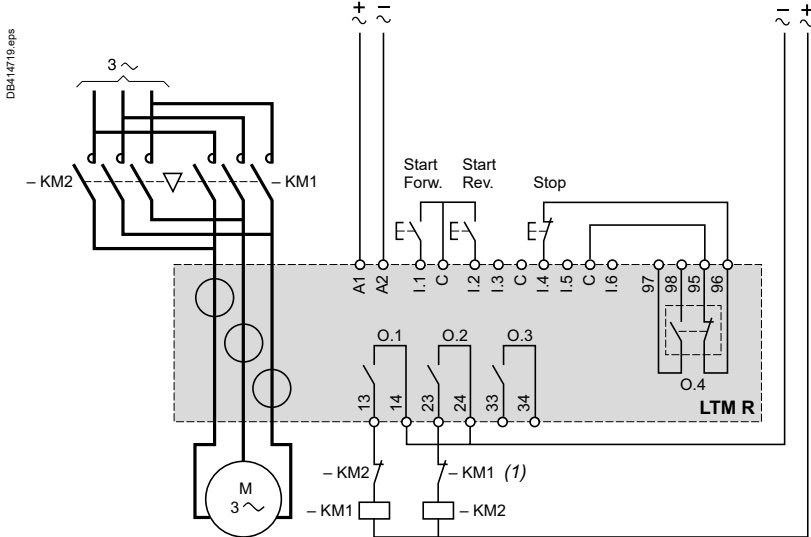 DB414719.eps
+ −
∼ ∼
− +
∼ ∼
3 ∼
– KM2
– KM1
Start Forw.
Start Rev.
Stop
A1
A2
I.1
C
I.2
I.3
C
I.4
I.5
C
I.6
97
98
95
96
O.1
O.2
O.3
O.4
13
14
23
24
33
34
LTM R
– KM2
– KM1 (1)
– KM1
– KM2
M
3 ∼